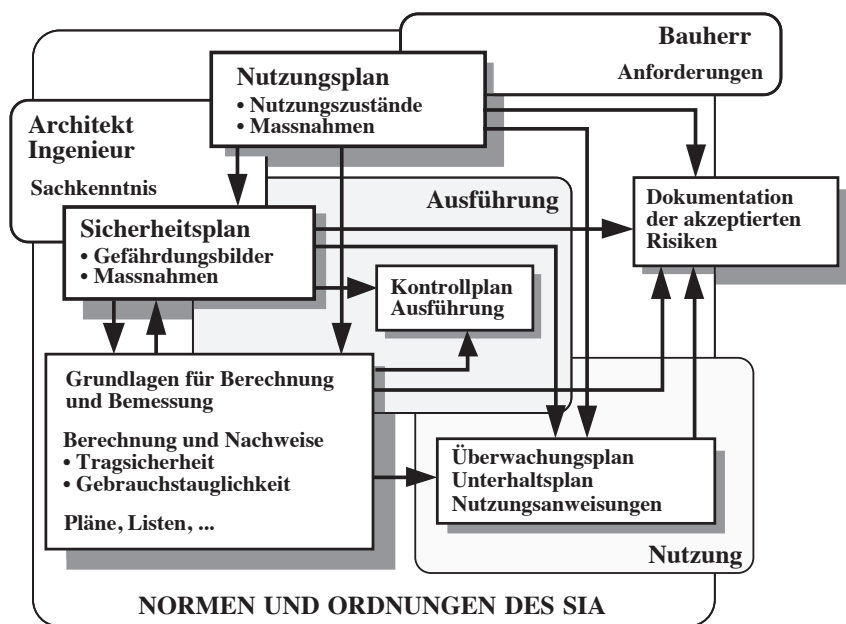 Bauherr
Anforderungen
Nutzungsplan
• Nutzungszustände
• Massnahmen
Architekt
Ingenieur
Sachkenntnis
Ausführung
Dokumentation
der akzeptierten
Risiken
Sicherheitsplan
• Gefährdungsbilder
• Massnahmen
Kontrollplan
Ausführung
Grundlagen für Berechnung
und Bemessung
Berechnung und Nachweise
• Tragsicherheit
• Gebrauchstauglichkeit
Pläne, Listen, ...
Überwachungsplan
Unterhaltsplan
Nutzungsanweisungen
Nutzung
NORMEN UND ORDNUNGEN DES SIA